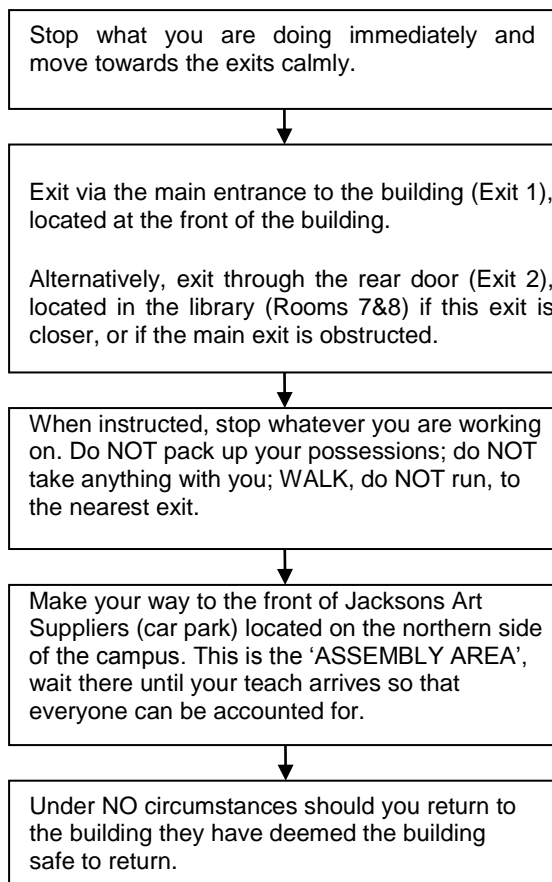 Stop what you are doing immediately and
move towards the exits calmly.
Exit via the main entrance to the building (Exit 1),
located at the front of the building.
Alternatively, exit through the rear door (Exit 2),
located in the library (Rooms 7&8) if this exit is
closer, or if the main exit is obstructed.
When instructed, stop whatever you are working
on. Do NOT pack up your possessions; do NOT
take anything with you; WALK, do NOT run, to
the nearest exit.
Make your way to the front of Jacksons Art
Suppliers (car park) located on the northern side
of the campus. This is the ‘ASSEMBLY AREA’,
wait there until your teach arrives so that
everyone can be accounted for.
Under NO circumstances should you return to
the building they have deemed the building
safe to return.